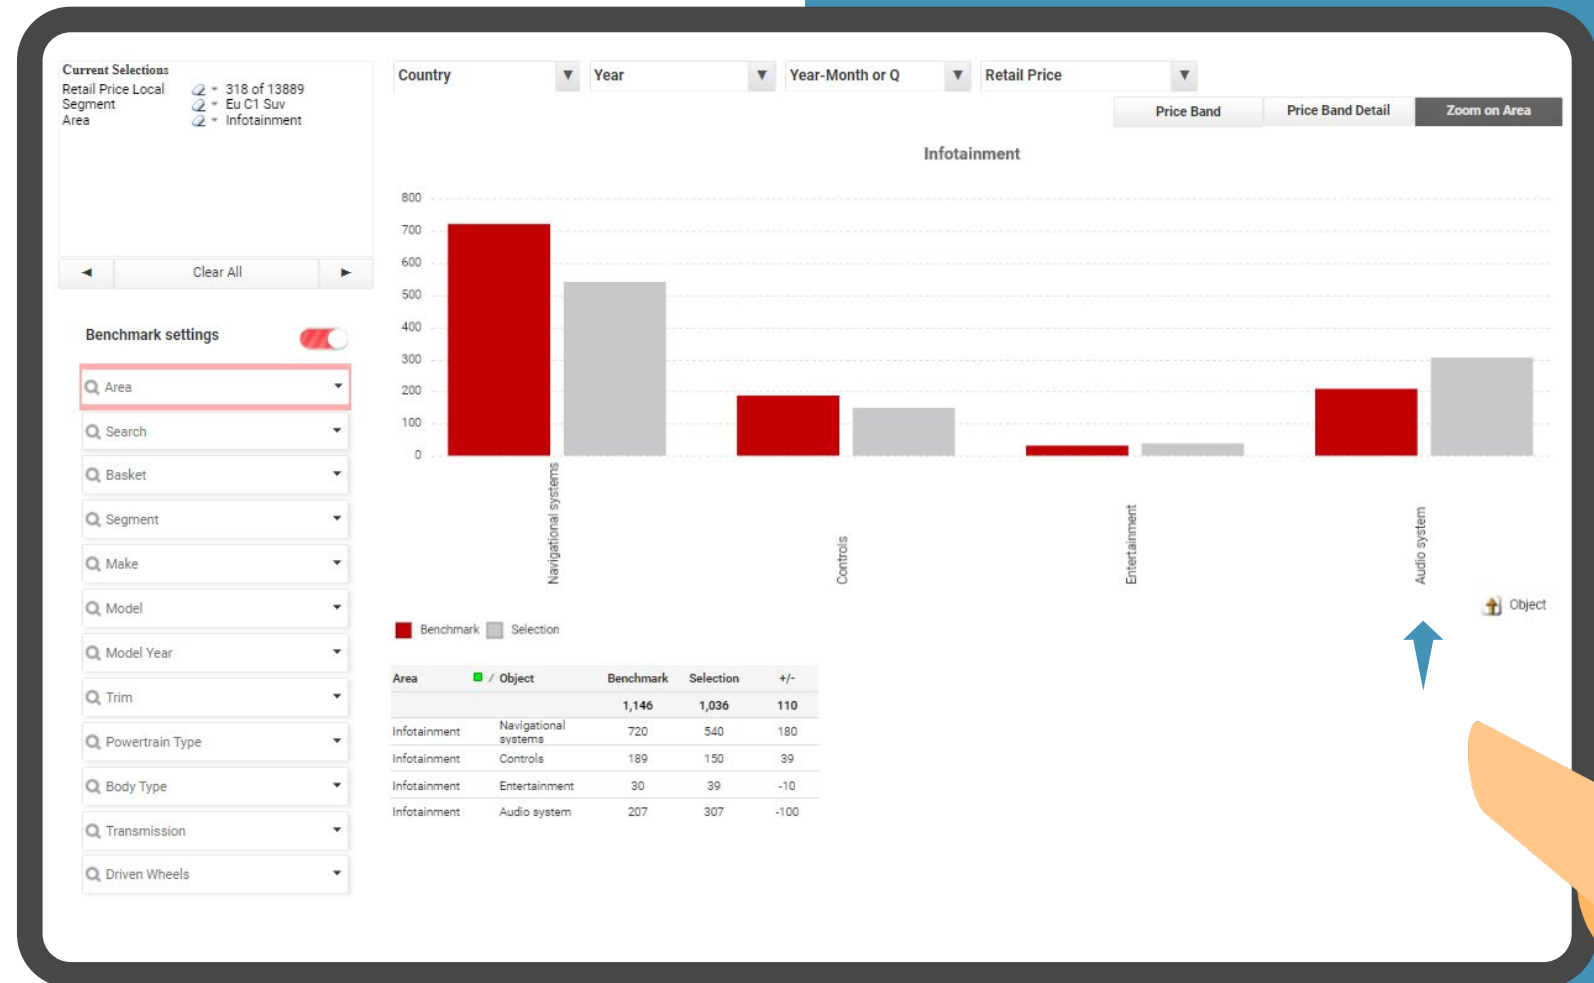 Current Selections
Retail Price Local 318 of 13889
Segment Eu C1 Suv
Area Infotainment
Clear All
Country Year Year-Month or Q Retail Price
Price Band Price Band Detail Zoom on Area
Benchmark settings
Area
Search
Basket
Segment
Make
Model
Model Year
Trim
Powertrain Type
Body Type
Transmission
Driven Wheels
Infotainment
800
700
600
500
400
300
200
100
0
Navigational systems
Controls
Entertainment
Audio system
Object
Benchmark Selection
Area / Object Benchmark Selection +/-
1,146 1,036 110
Infotainment Navigational systems 720 540 180
Infotainment Controls 189 150 39
Infotainment Entertainment 30 39 -10
Infotainment Audio system 207 307 -100